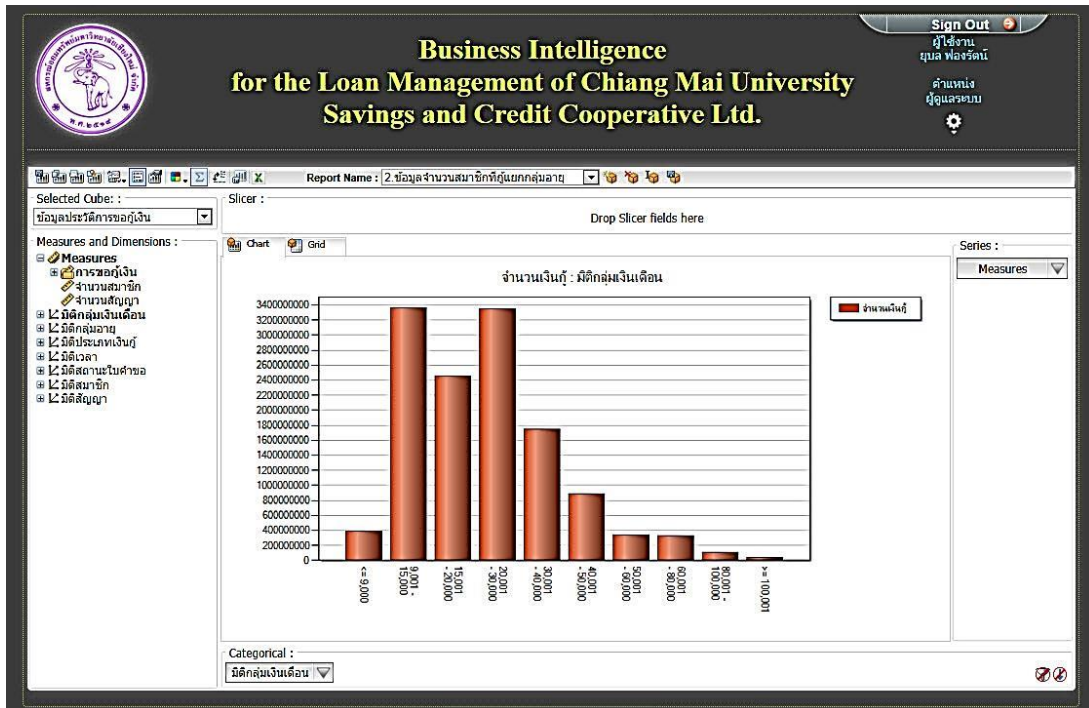 Business Intelligence
for the Loan Management of Chiang Mai University
Savings and Credit Cooperative Ltd.
Sign Out
ผู้ใช้งาน
ยุบล ฟองรัตน์
ตำแหน่ง
ผู้ดูแลระบบ
พ.ศ. ๒๕๑๙
Report Name : 2.ข้อมูลจำนวนสมาชิกที่กู้แยกกลุ่มอายุ
Selected Cube: :
ข้อมูลประวัติการขอกู้เงิน
Slicer :
Drop Slicer fields here
Measures and Dimensions :
Measures
การขอกู้เงิน
จำนวนสมาชิก
จำนวนสัญญา
มิติกลุ่มเงินเดือน
มิติกลุ่มอายุ
มิติประเภทเงินกู้
มิติเวลา
มิติสถานะใบคำขอ
มิติสมาชิก
มิติสัญญา
Chart
Grid
จำนวนเงินกู้ : มิติกลุ่มเงินเดือน
3400000000
3200000000
2800000000
2600000000
2400000000
2200000000
2000000000
1800000000
1600000000
1400000000
1200000000
1000000000
800000000
600000000
400000000
200000000
0
<= 9,000
9,001 -
15,000
15,001
- 20,000
20,001
- 30,000
30,001
- 40,000
40,001
- 50,000
50,001
- 60,000
60,001
- 80,000
80,001 -
100,000
>= 100,001
จำนวนเงินกู้
Series :
Measures
Categorical :
มิติกลุ่มเงินเดือน